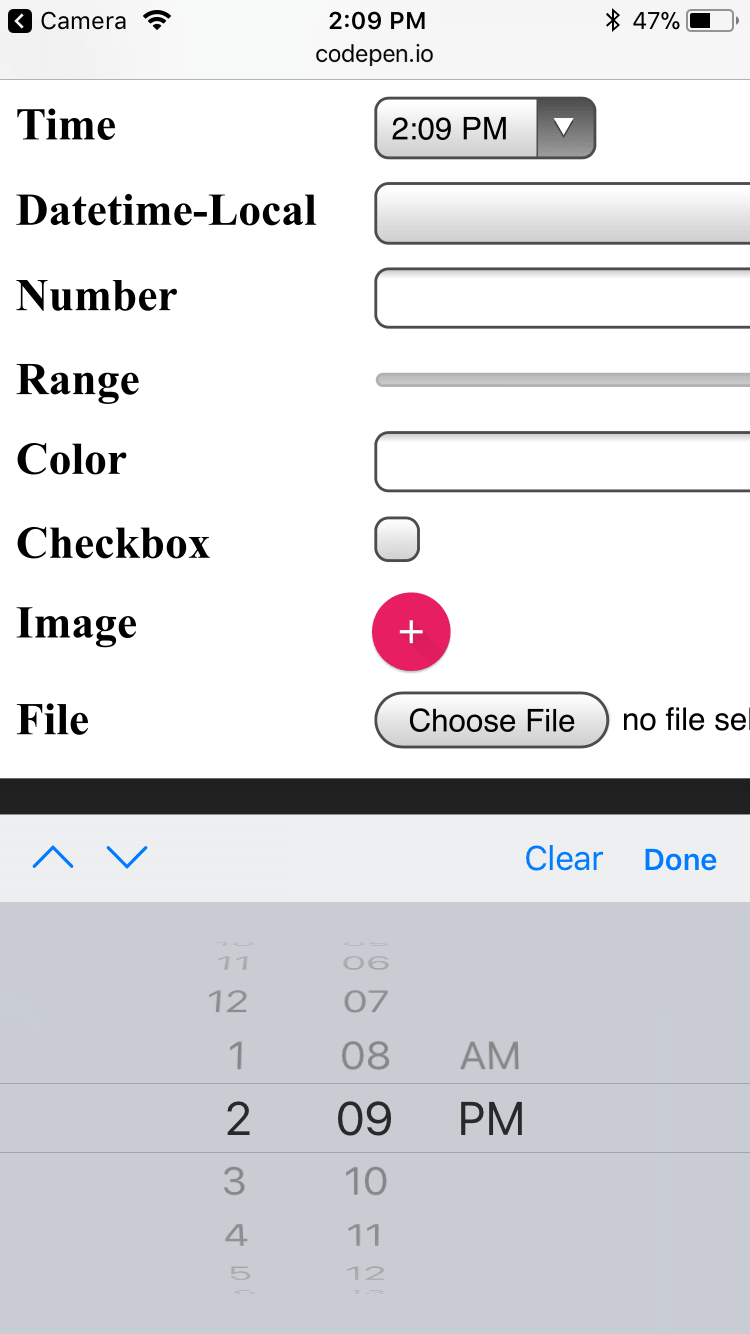 Camera 2:09 PM 47%
codepen.io
Time 2:09 PM
Datetime-Local
Number
Range
Color
Checkbox
Image +
File Choose File no file sel
Clear Done
11 06
12 07
1 08 AM
2 09 PM
3 10
4 11
5 12